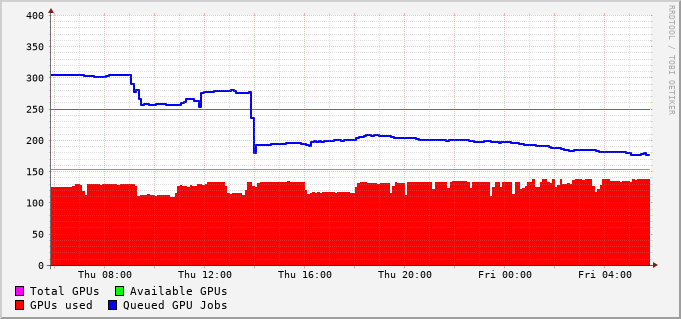 400
350
300
250
200
150
100
50
0
Thu 08:00 Thu 12:00 Thu 16:00 Thu 20:00 Fri 00:00 Fri 04:00
Total GPUs Available GPUs
GPUs used Queued GPU Jobs
RRDTOOL / TOBI OETIKER